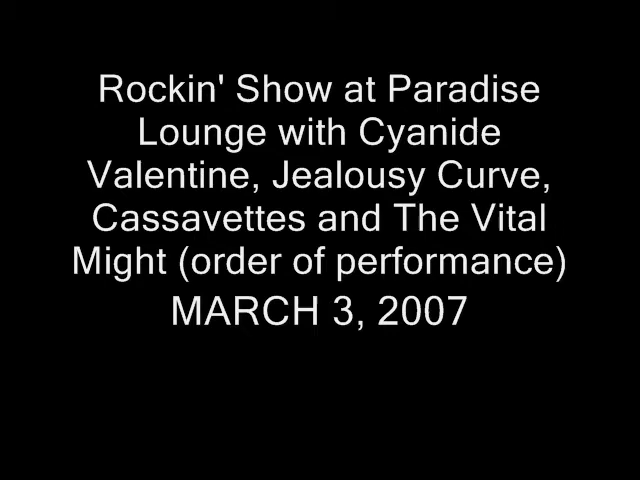 Rockin' Show at Paradise
Lounge with Cyanide
Valentine, Jealousy Curve,
Cassavettes and The Vital
Might (order of performance)
MARCH 3, 2007